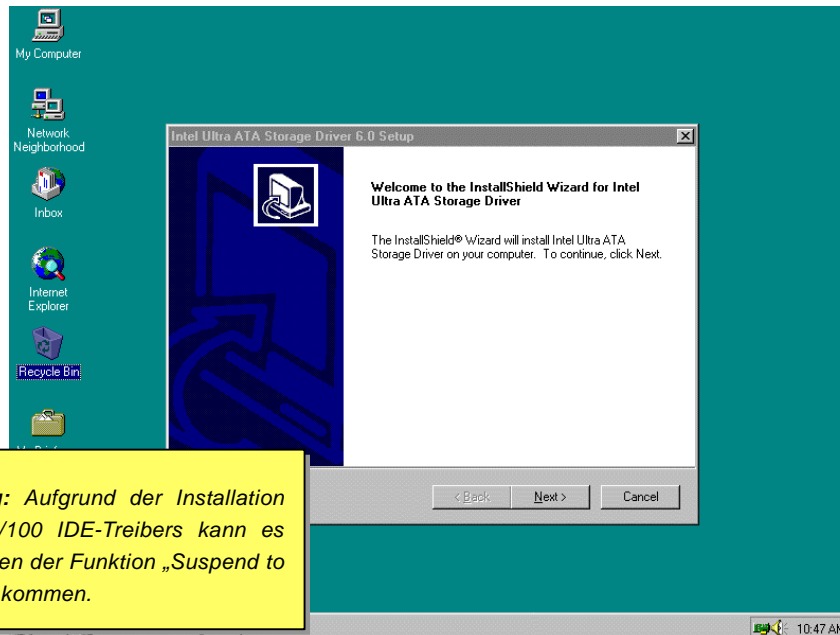 My Computer
Network
Neighborhood
Inbox
Internet
Explorer
Recycle Bin
Intel Ultra ATA Storage Driver 6.0 Setup
Welcome to the InstallShield Wizard for Intel
Ultra ATA Storage Driver
The InstallShield® Wizard will install Intel Ultra ATA
Storage Driver on your computer. To continue, click Next.
< Back
Next >
Cancel
: Aufgrund der Installation
/100 IDE-Treibers kann es
en der Funktion „Suspend to
kommen.
10:47 AM